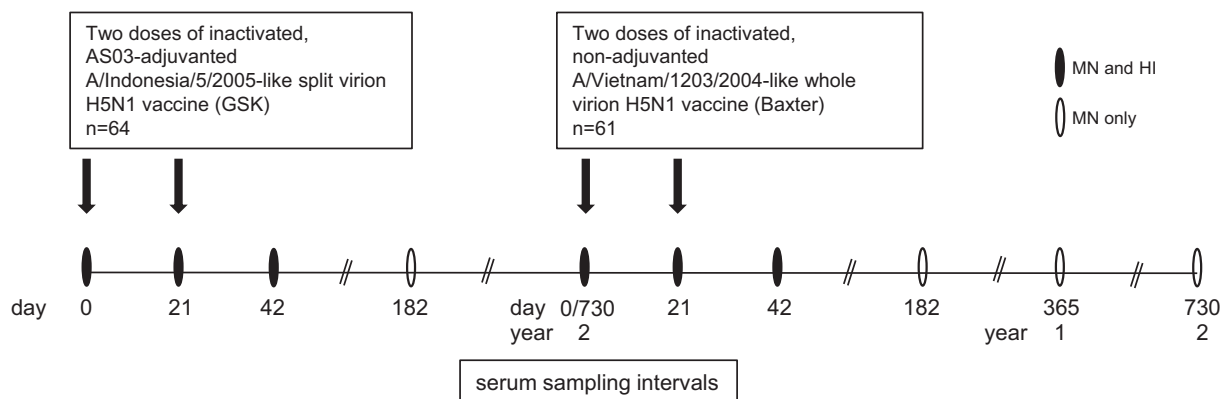 Two doses of inactivated,
AS03-adjuvanted
A/Indonesia/5/2005-like split virion
H5N1 vaccine (GSK)
n=64
Two doses of inactivated,
non-adjuvanted
A/Vietnam/1203/2004-like whole
virion H5N1 vaccine (Baxter)
n=61
MN and HI
MN only
day 0 21 42 182 day 0/730 21 42 182 365 730
year 2 year 1 2
serum sampling intervals